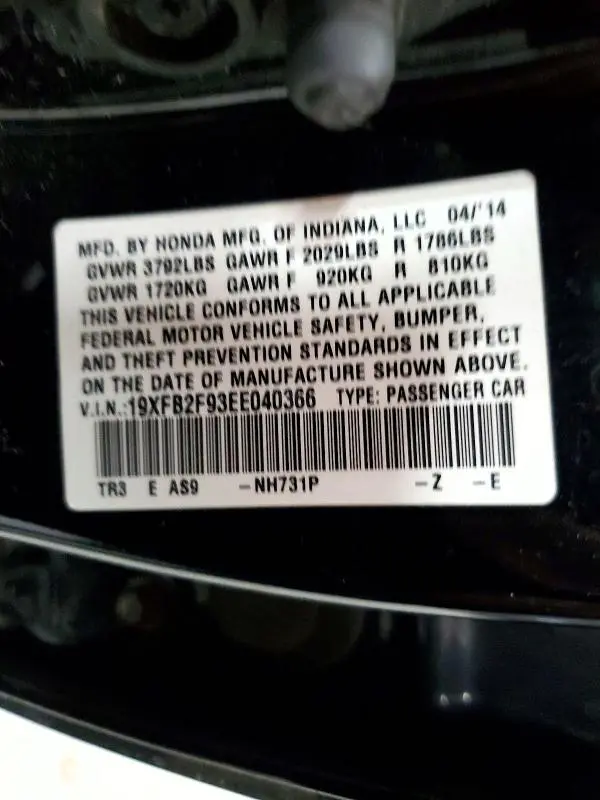 MFD. BY HONDA MFG. OF INDIANA, LLC 04/'14
GVWR 3792LBS GAWR F 2029LBS R 1786LBS
GVWR 1720KG GAWR F 920KG R 810KG
THIS VEHICLE CONFORMS TO ALL APPLICABLE
FEDERAL MOTOR VEHICLE SAFETY, BUMPER,
AND THEFT PREVENTION STANDARDS IN EFFECT
ON THE DATE OF MANUFACTURE SHOWN ABOVE.
V.I.N.:19XFB2F93EE040366 TYPE: PASSENGER CAR
TR3 E AS9 -NH731P -Z -E